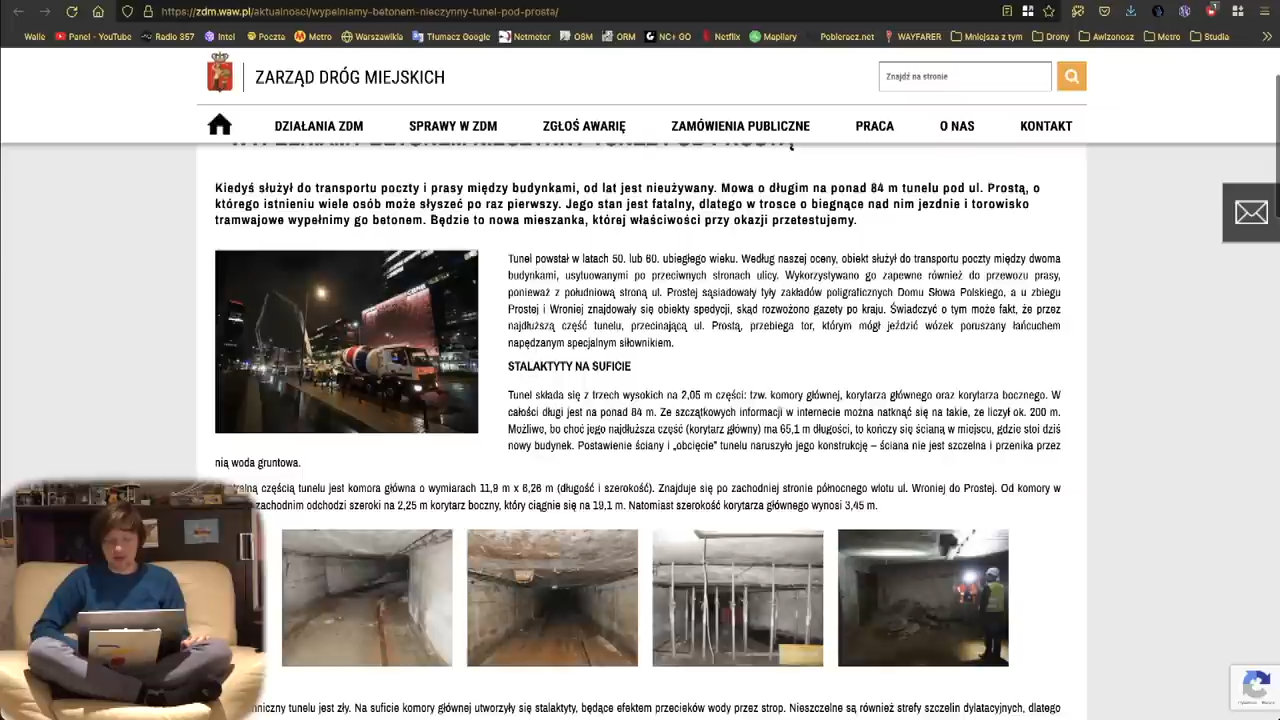 https://zdm.waw.pl/aktualnosci/wypelniamy-betonem-nieczynny-tunel-pod-prosta/
Walle Panel - YouTube Radio 357 Intel Poczta Metro Warszawikia Tłumacz Google Netmeter OSM ORM NC+ GO Netflix Mapilary Pobieracz.net WAYFARER Mlnisza z tym Drony Awizonosz Metro Studia
ZARZĄD DRÓG MIEJSKICH
Znajdź na stronie
DZIAŁANIA ZDM SPRAWY W ZDM ZGŁOŚ AWARIĘ ZAMÓWIENIA PUBLICZNE PRACA O NAS KONTAKT
WYPEŁNIAMY BETONEM NIECZYNNY TUNEL POD PROSTĄ
Kiedyś służył do transportu poczty i prasy między budynkami, od lat jest nieużywany. Mowa o długim na ponad 84 m tunelu pod ul. Prostą, o
którego istnieniu wiele osób może słyszeć po raz pierwszy. Jego stan jest fatalny, dlatego w trosce o biegnące nad nim jezdnie i torowisko
tramwajowe wypełnimy go betonem. Będzie to nowa mieszanka, której właściwości przy okazji przetestujemy.
Tunel powstał w latach 50. lub 60. ubiegłego wieku. Według naszej oceny, obiekt służył do transportu poczty między dwoma
budynkami, usytuowanymi po przeciwnych stronach ulicy. Wykorzystywano go zapewne również do przewozu prasy,
ponieważ z południową stroną ul. Prostej sąsiadowały tyły zakładów poligraficznych Domu Słowa Polskiego, a u zbiegu
Prostej i Wroniej znajdowały się obiekty spedycji, skąd rozwożono gazety po kraju. Świadczyć o tym może fakt, że przez
najdłuższą część tunelu, przecinającą ul. Prostą, przebiega tor, którym mógł jeździć wózek poruszany łańcuchem
napędzanym specjalnym siłownikiem.
STALAKTYTY NA SUFICIE
Tunel składa się z trzech wysokich na 2,05 m części: tzw. komory głównej, korytarza głównego oraz korytarza bocznego. W
całości długi jest na ponad 84 m. Ze szczątkowych informacji w internecie można natknąć się na takie, że liczył ok. 200 m.
Możliwe, bo choć jego najdłuższa część (korytarz główny) ma 65,1 m długości, to kończy się ścianą w miejscu, gdzie stoi dziś
nowy budynek. Postawienie ściany i „obcięcie” tunelu naruszyło jego konstrukcję – ściana nie jest szczelna i przenika przez
nią woda gruntowa.
tralną częścią tunelu jest komora główna o wymiarach 11,9 m x 6,26 m (długość i szerokość). Znajduje się po zachodniej stronie północnego wlotu ul. Wroniej do Prostej. Od komory w
zachodnim odchodzi szeroki na 2,25 m korytarz boczny, który ciągnie się na 19,1 m. Natomiast szerokość korytarza głównego wynosi 3,45 m.
hniczny tunelu jest zły. Na suficie komory głównej utworzyły się stalaktyty, będące efektem przecieków wody przez strop. Nieszczelne są również strefy szczelin dylatacyjnych, dlatego